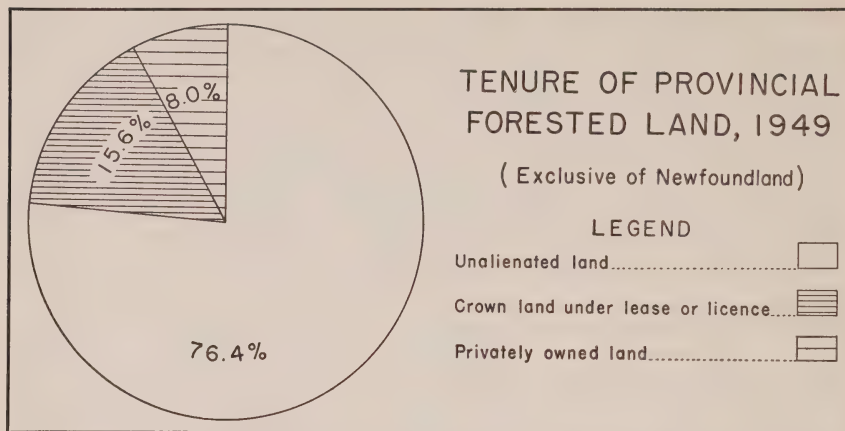 8.0%
15.6%
76.4%
TENURE OF PROVINCIAL
FORESTED LAND, 1949
( Exclusive of Newfoundland)
LEGEND
Unalienated land
Crown land under lease or licence
Privately owned land